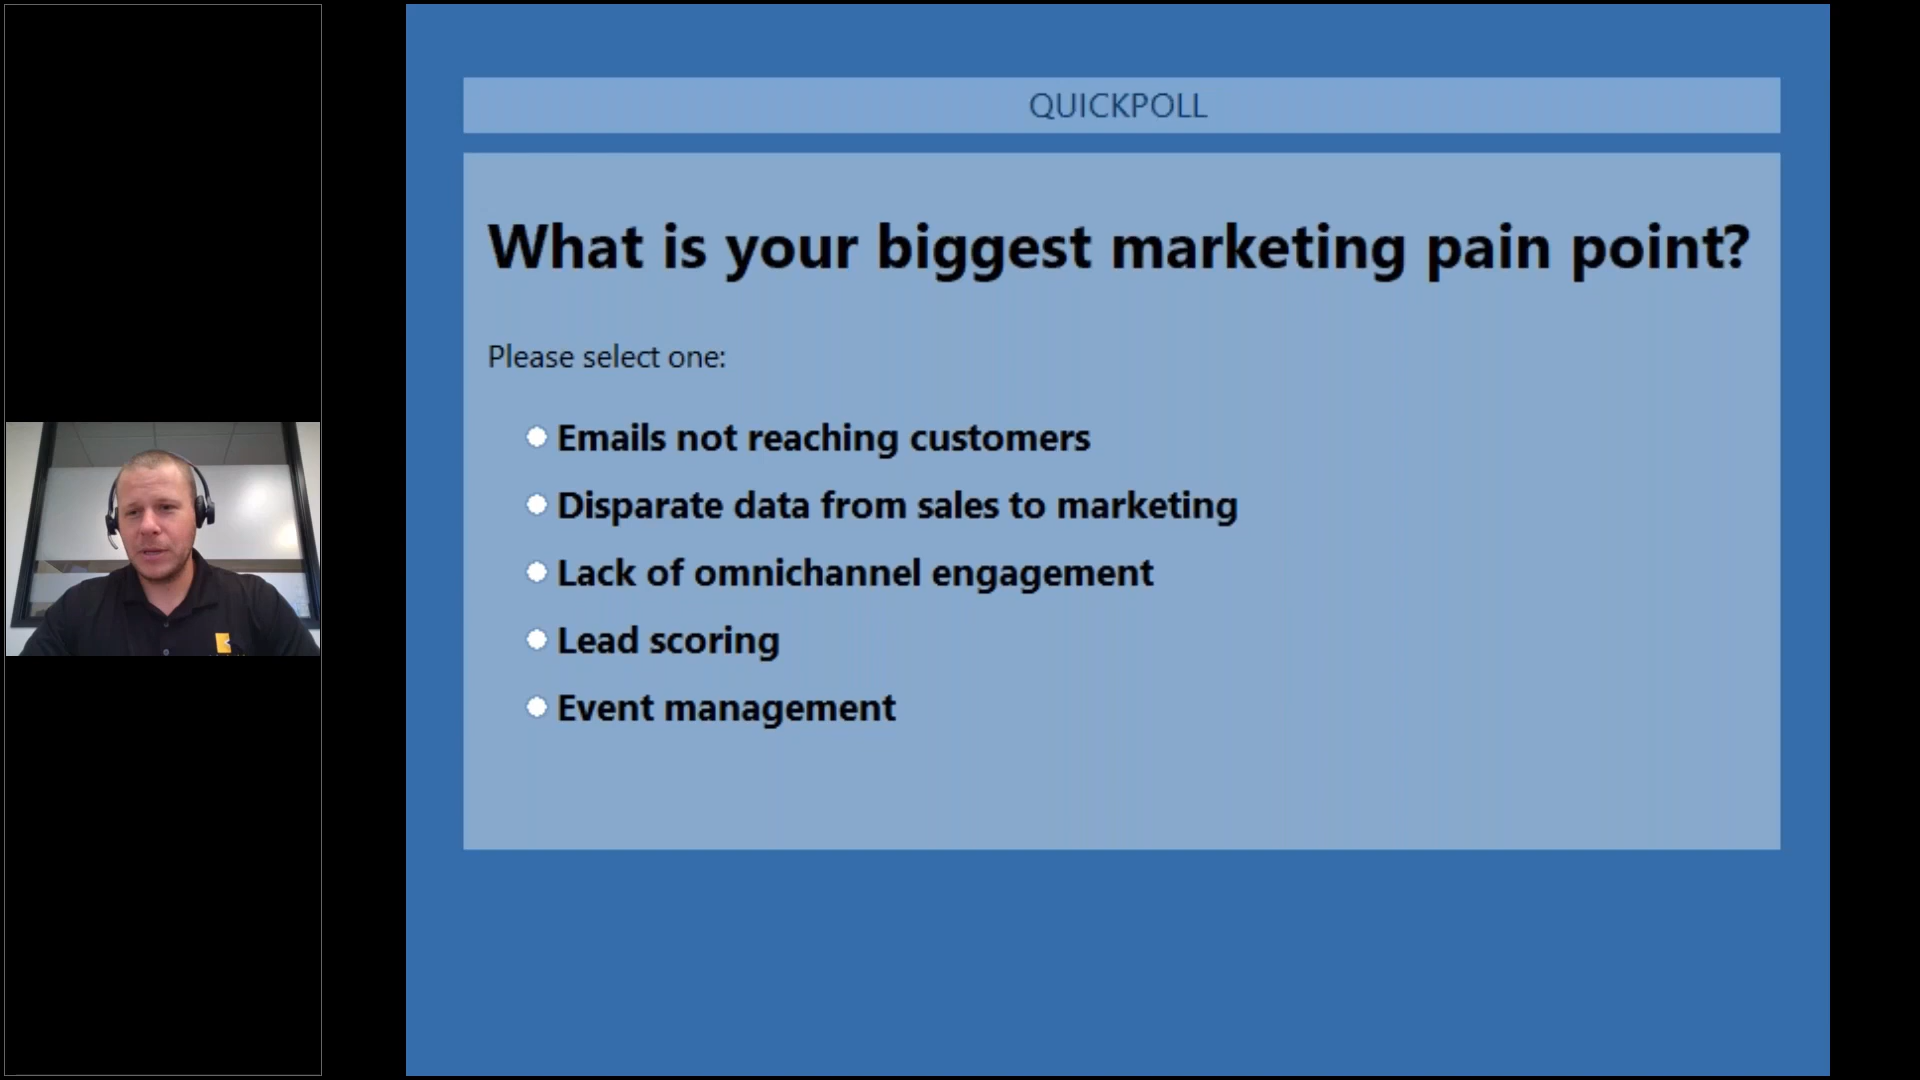 QUICKPOLL
What is your biggest marketing pain point?
Please select one:
Emails not reaching customers
Disparate data from sales to marketing
Lack of omnichannel engagement
Lead scoring
Event management